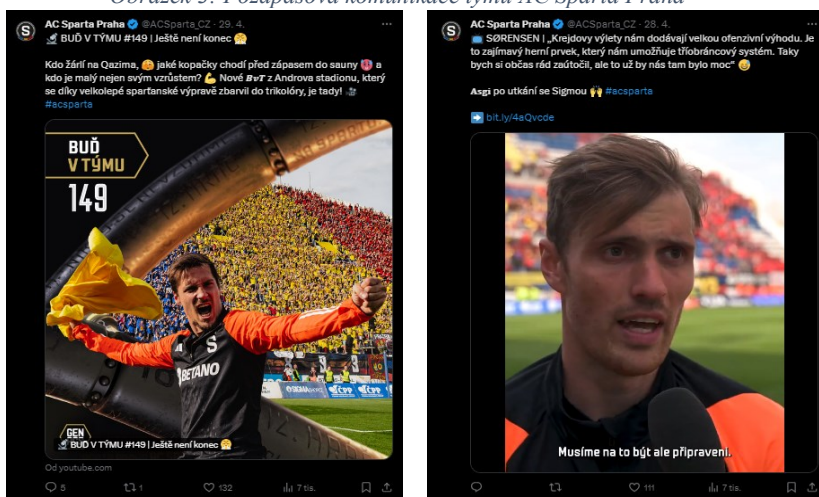 Obrázek 5: Pozápasová komunikace týmu AC Sparta Praha
AC Sparta Praha @ACSparta_CZ · 29. 4.
🔬 BUĎ V TÝMU #149 | Ještě není konec 😤
Kdo žárlí na Qazima, 🤗 jaké kopačky chodí před zápasem do sauny 🥵 a
kdo je malý nejen svým vzrůstem? 💪 Nové BvT z Androva stadionu, který
se díky velkolepé sparťanské výpravě zbarvil do trikolóry, je tady! 🎥
#acsparta
BUĎ
V TÝMU
149
S
BETANO
GEN
🔬 BUĎ V TÝMU #149 | Ještě není konec 😤
Od youtube.com
5 1 132 7 tis.
AC Sparta Praha @ACSparta_CZ · 28. 4.
📺 SØRENSEN | „Krejdovy výlety nám dodávají velkou ofenzivní výhodu. Je
to zajímavý herní prvek, který nám umožňuje tříobráncový systém. Taky
bych si občas rád zaútočil, ale to už by nás tam bylo moc“ 😅
Asgi po utkání se Sigmou 🙌 #acsparta
➡️ bit.ly/4aQvcde
Musíme na to být ale připraveni.
111 7 tis.